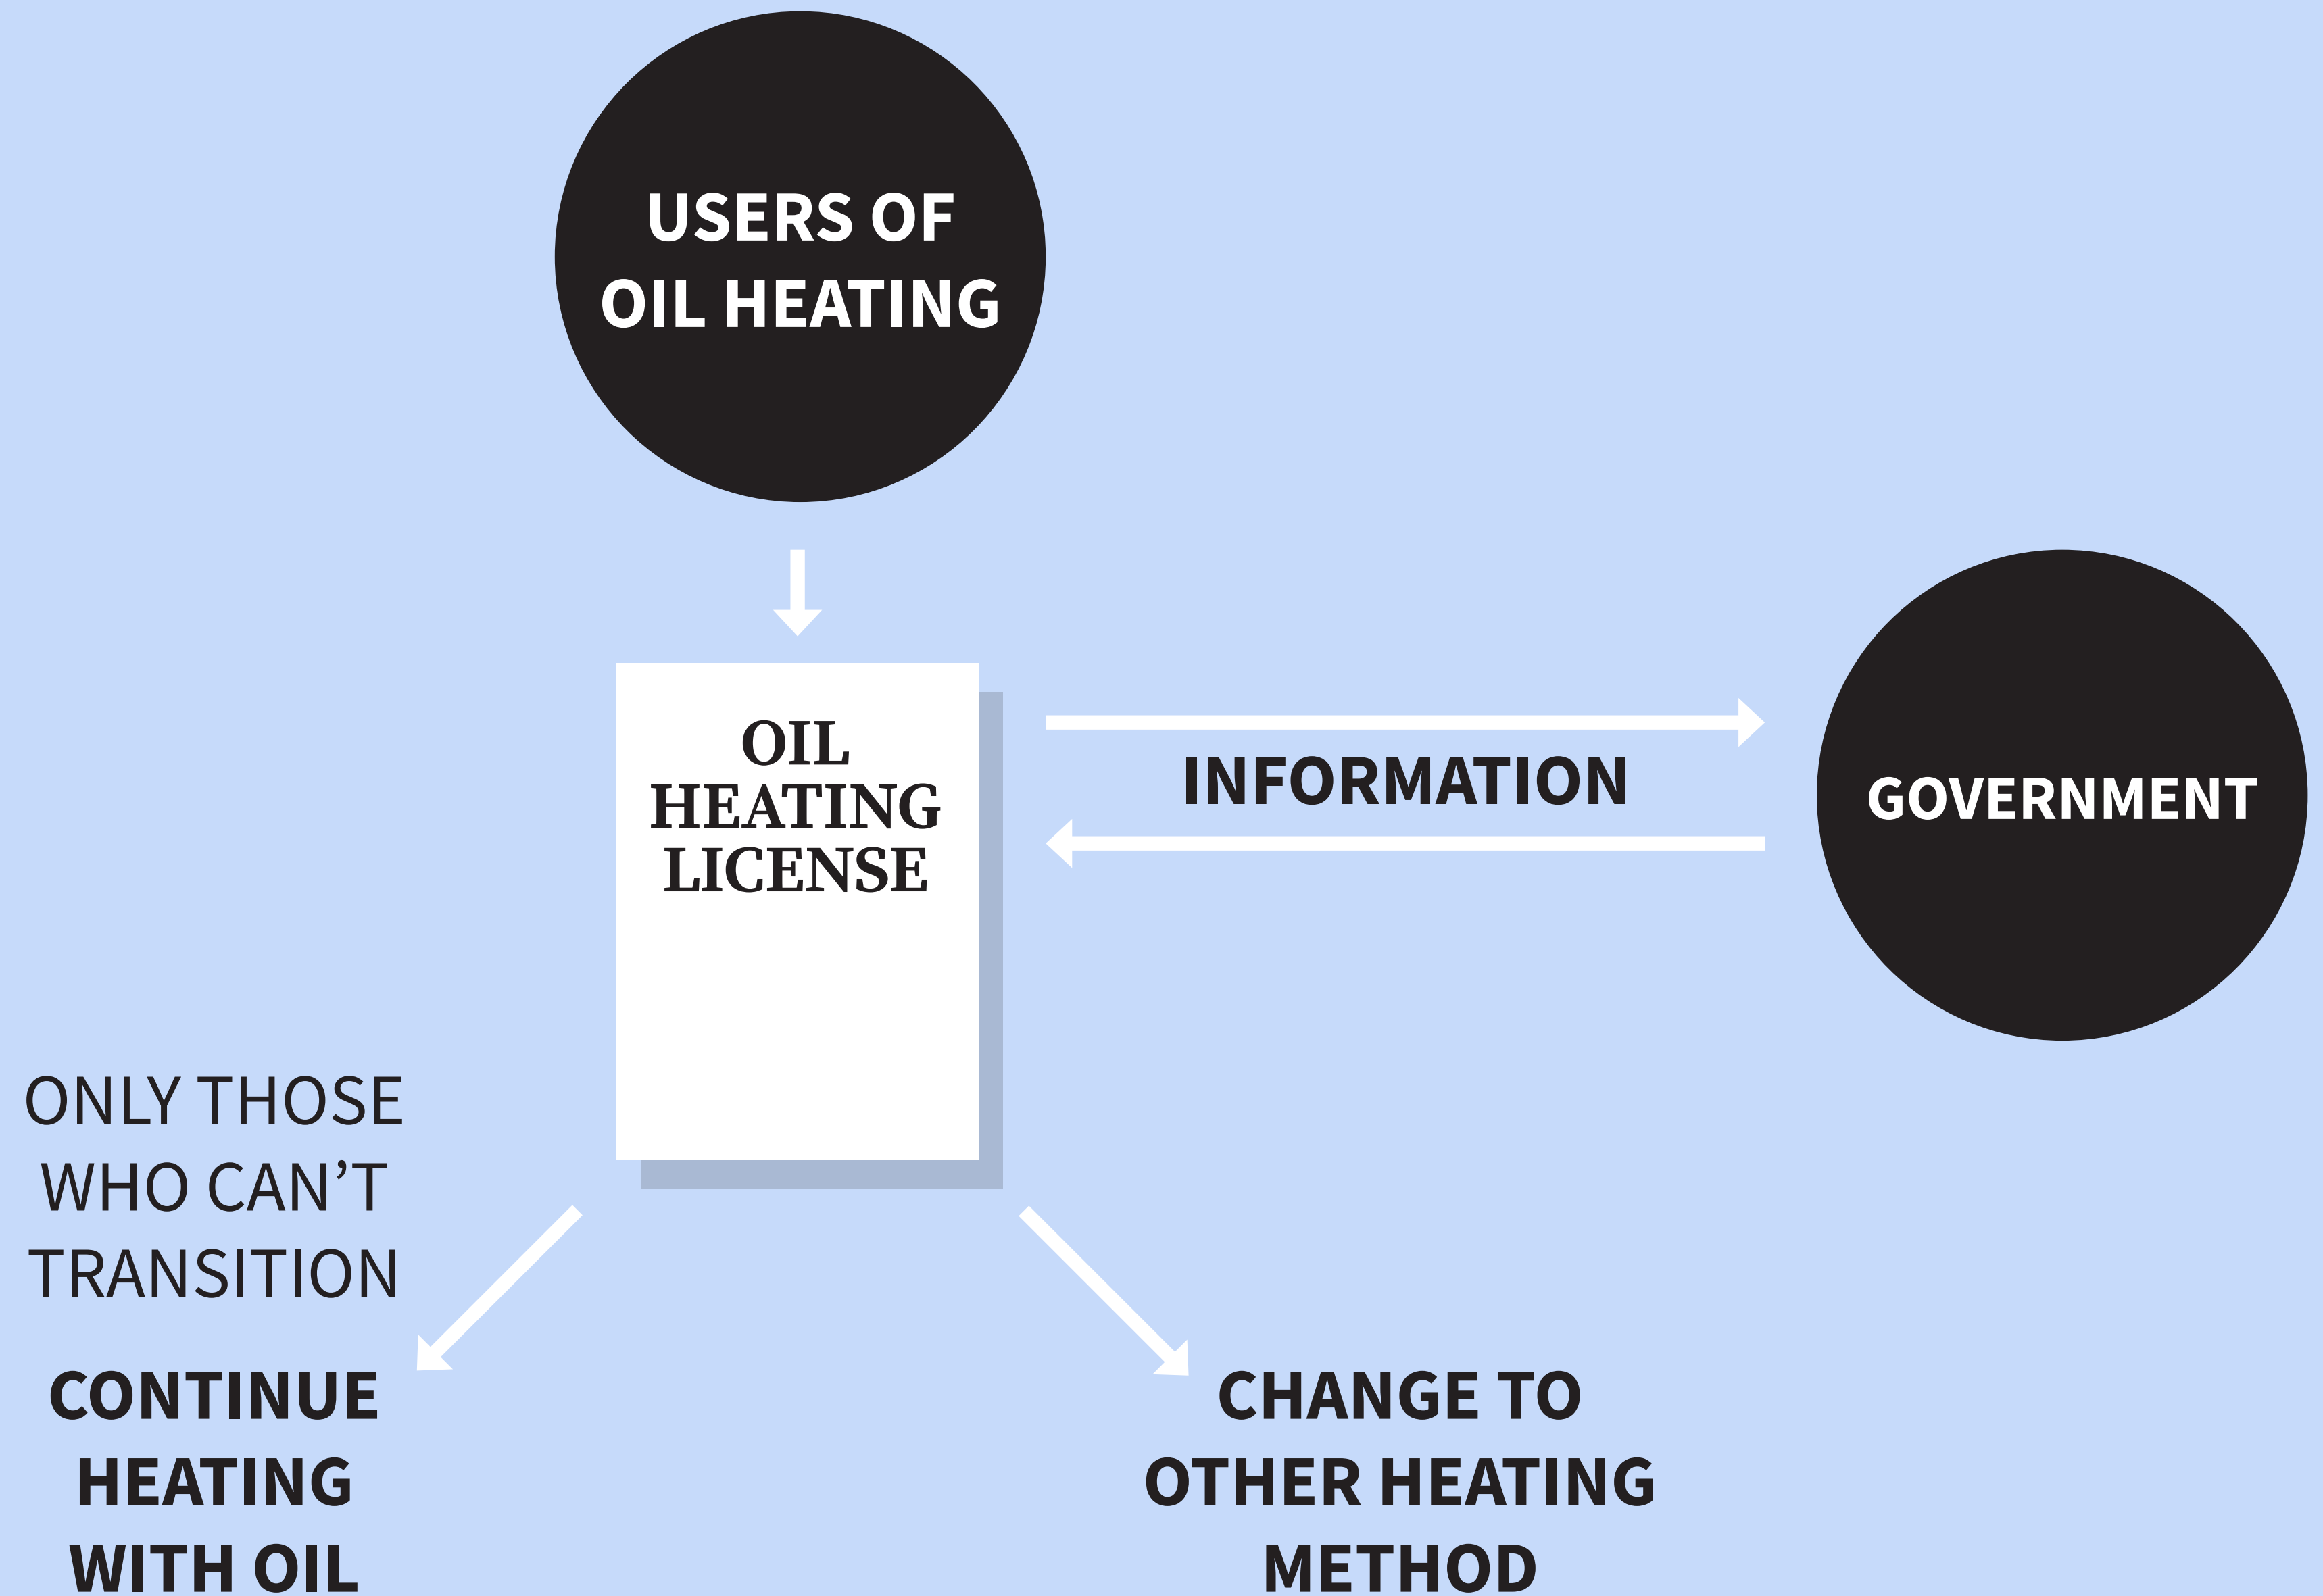 USERS OF
OIL HEATING
OIL
HEATING
LICENSE
INFORMATION
GOVERNMENT
ONLY THOSE
WHO CAN’T
TRANSITION
CONTINUE
HEATING
WITH OIL
CHANGE TO
OTHER HEATING
METHOD